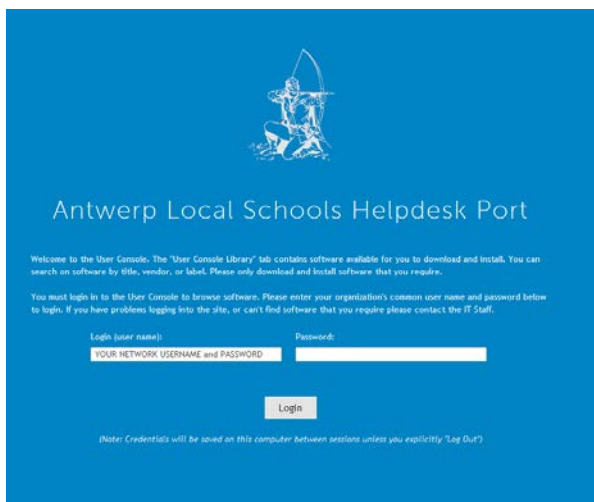 Antwerp Local Schools Helpdesk Port
Welcome to the User Console. The "User Console Library" tab contains software available for you to download and install. You can
search on software by title, vendor, or label. Please only download and install software that you require.
You must login in to the User Console to browse software. Please enter your organization's common user name and password below
to login. If you have problems logging into the site, or can't find software that you require please contact the IT Staff.
Login (user name):
Password:
YOUR NETWORK USERNAME and PASSWORD
Login
(Note: Credentials will be saved on this computer between sessions unless you explicitly "Log Out")